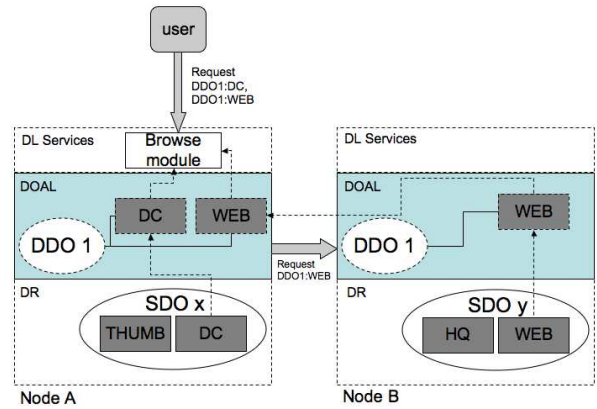 user
Request
DDO1:DC,
DDO1:WEB
DL Services
Browse
module
DL Services
DOAL
DC
WEB
DDO 1
DOAL
WEB
DDO 1
Request
DDO1:WEB
DR
SDO x
THUMB
DC
DR
SDO y
HQ
WEB
Node A
Node B